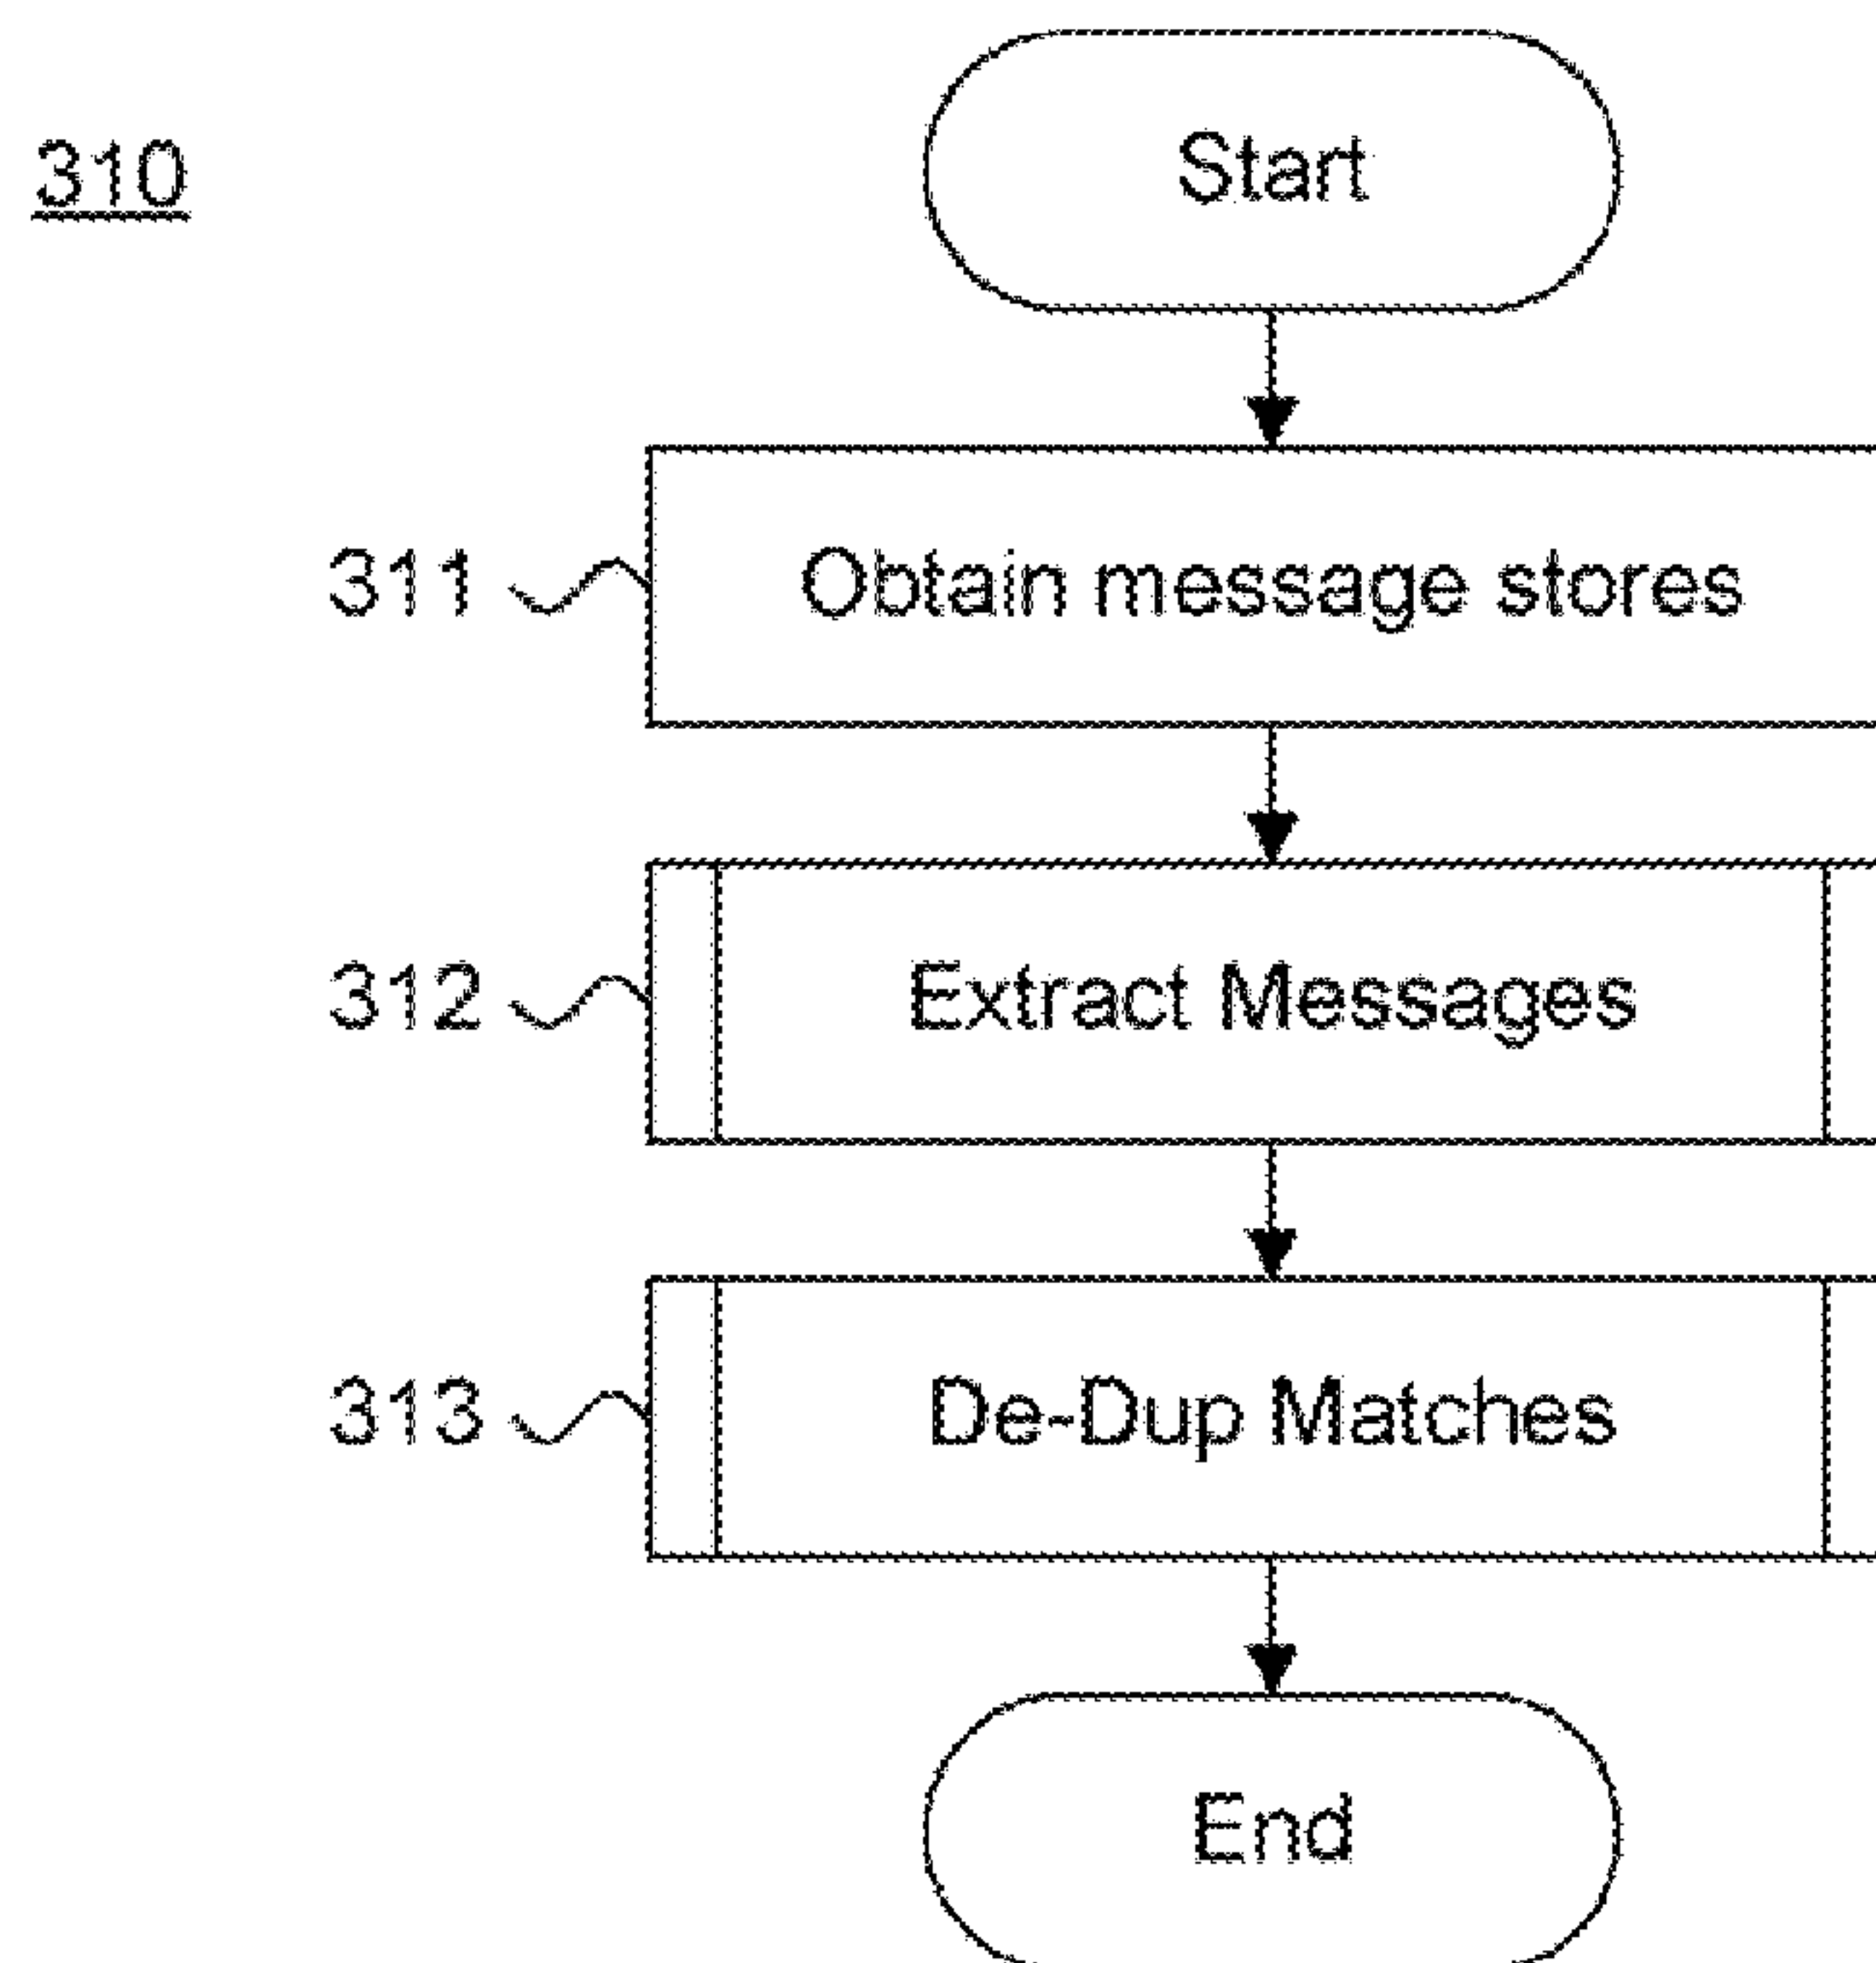 310
Start
311 Obtain message stores
312 Extract Messages
313 De-Dup Matches
End